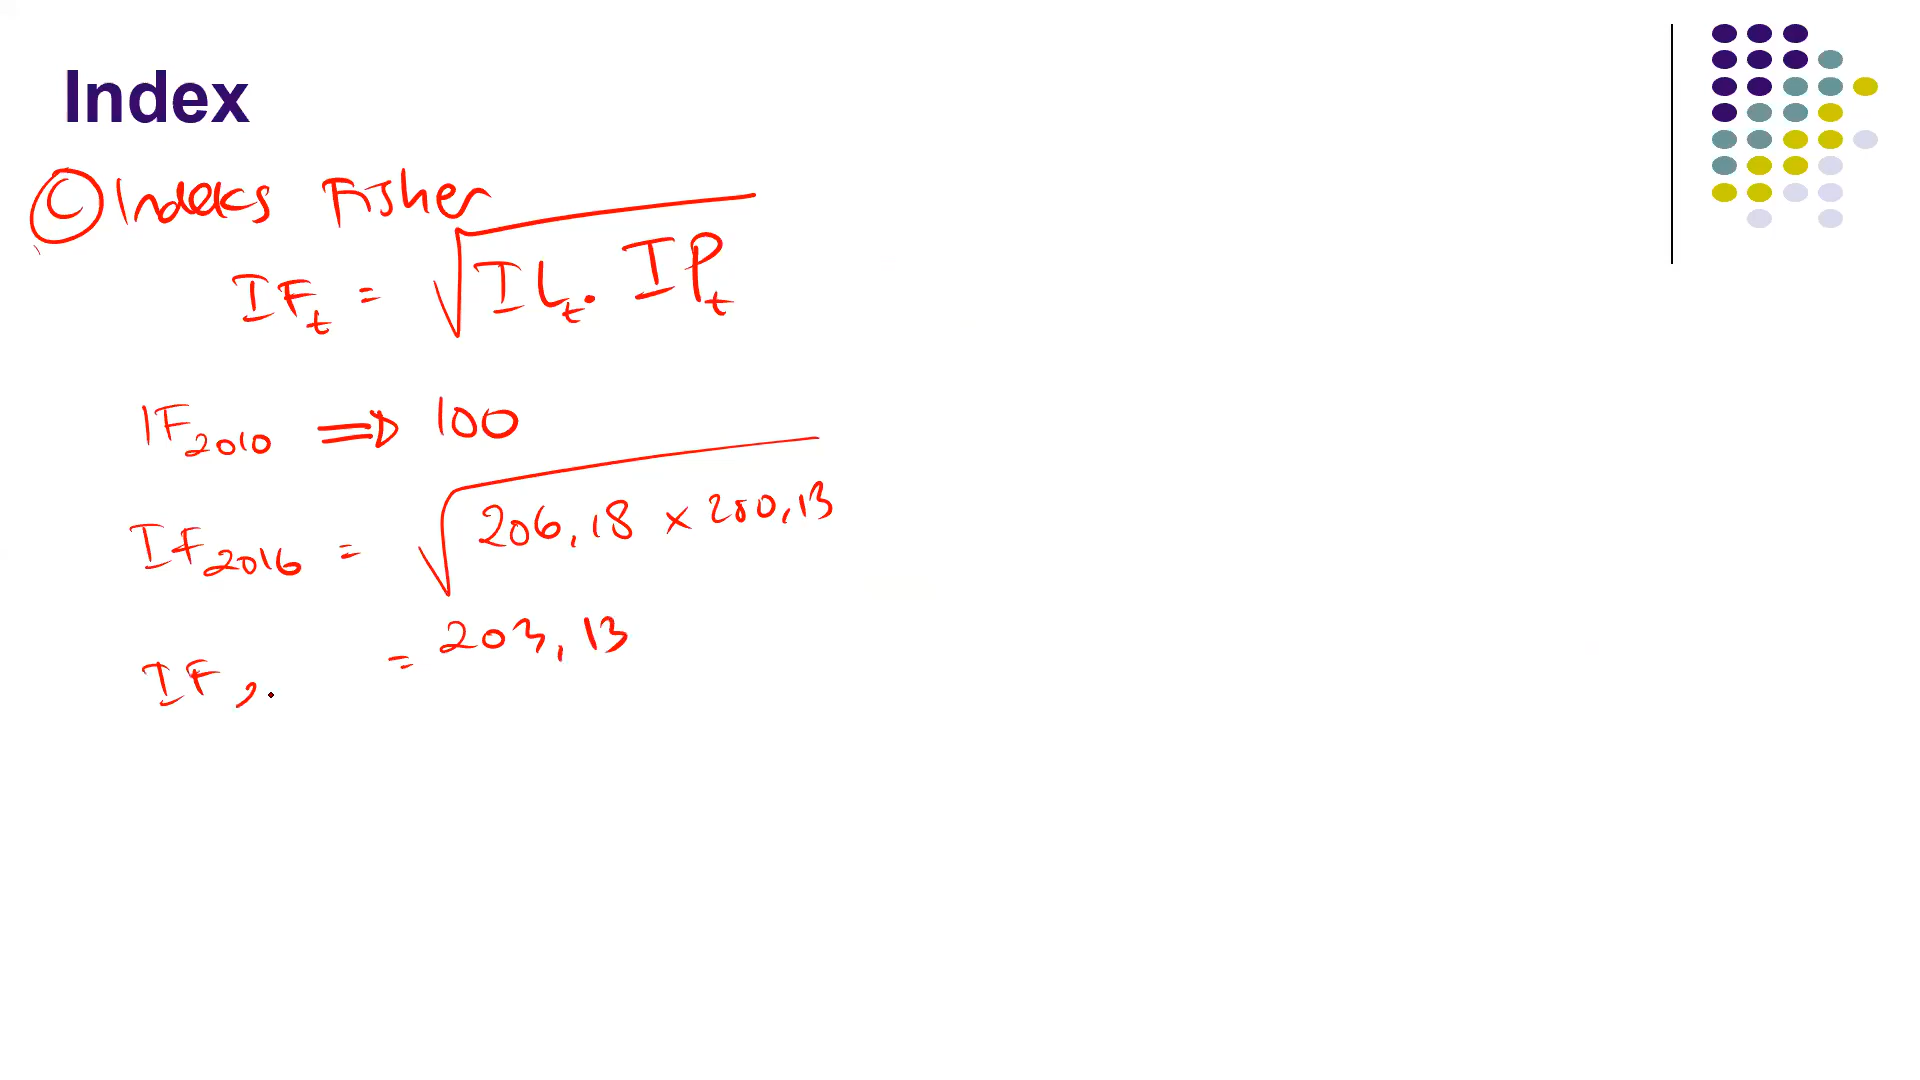 Index
C Indeks Fisher
IFt = √ILt. IPt
IF2010 ⇒ 100
IF2016 = √206,18 × 200,13
= 203,13
IF